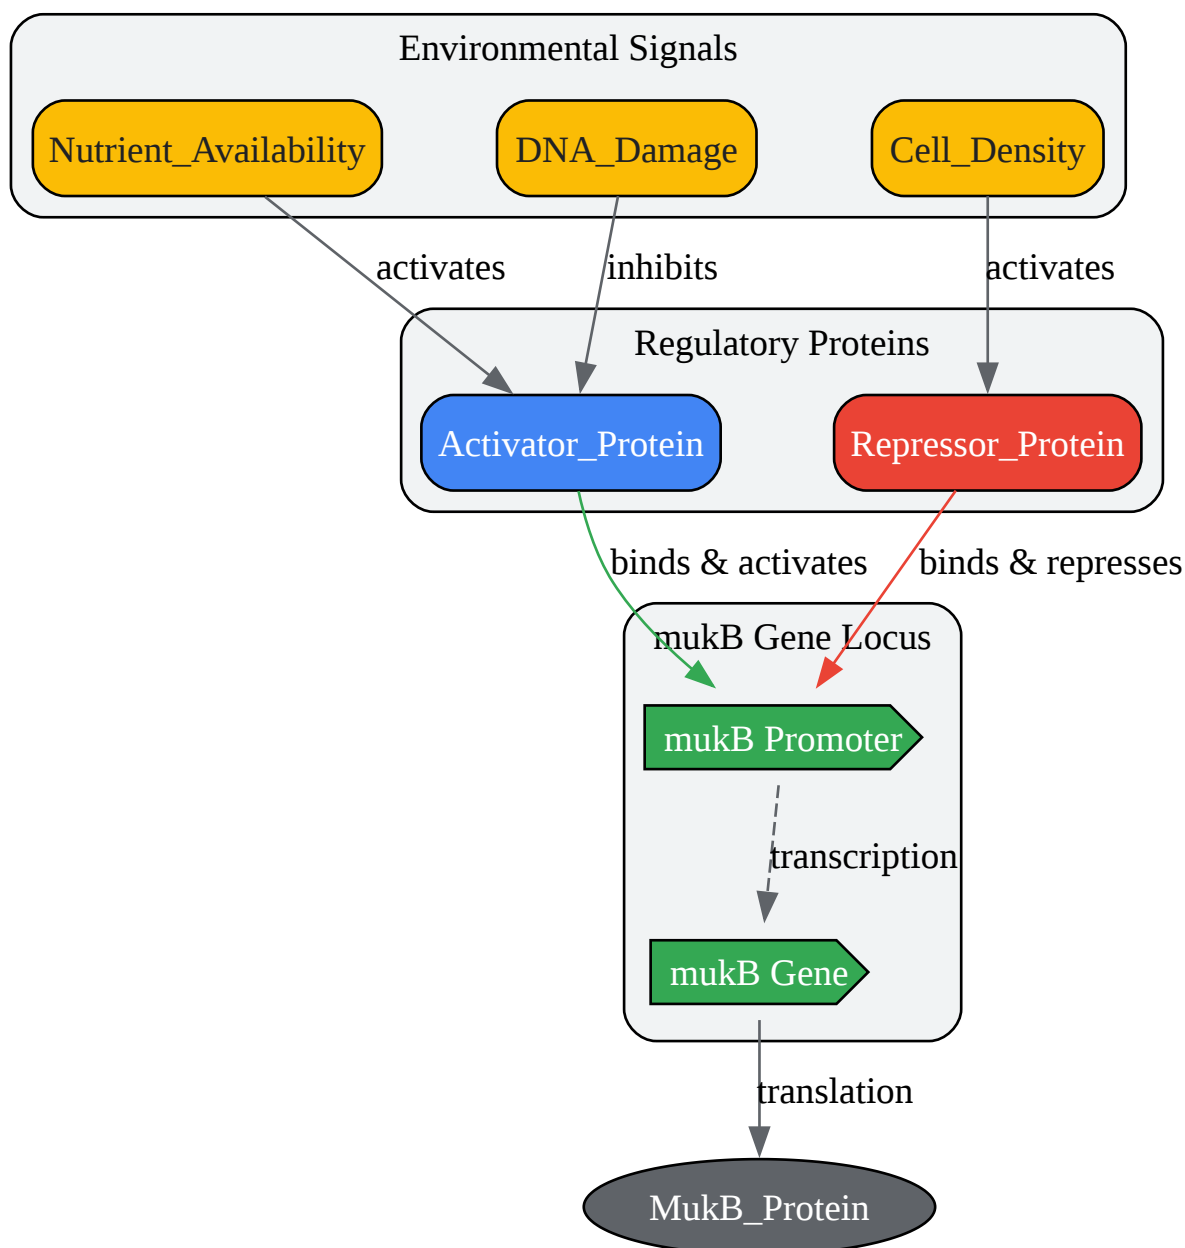 Environmental Signals
Nutrient_Availability
DNA_Damage
Cell_Density
activates
inhibits
activates
Regulatory Proteins
Activator_Protein
Repressor_Protein
binds & activates
binds & represses
mukB Gene Locus
mukB Promoter
transcription
mukB Gene
translation
MukB_Protein